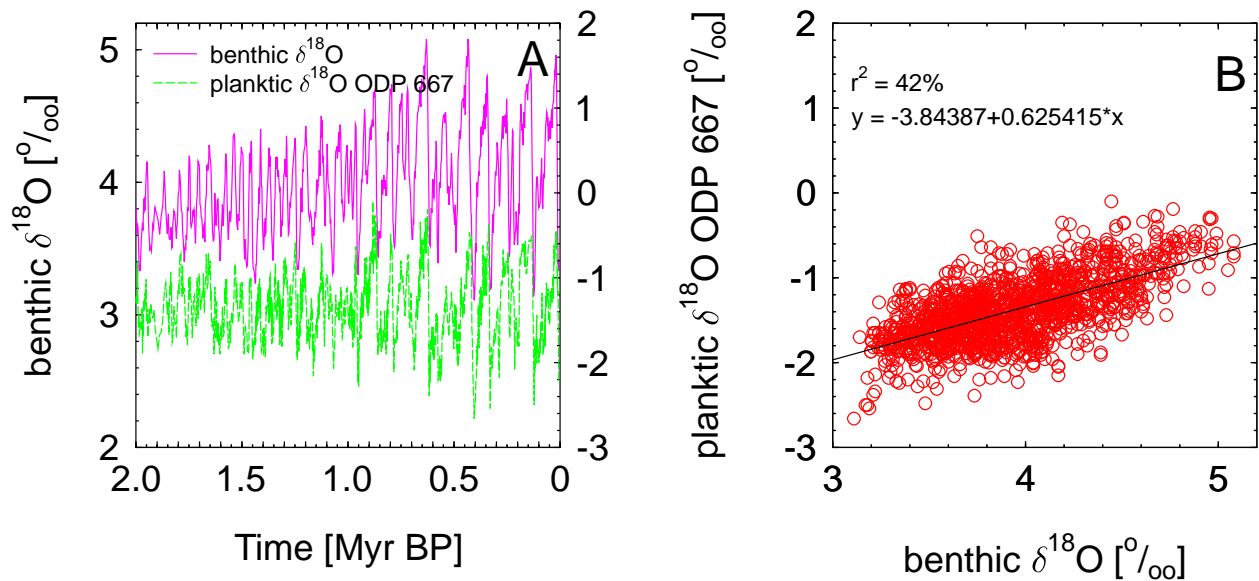 benthic δ18O [o/oo]
5
4
3
2
benthic δ18O
planktic δ18O ODP 667
A
2
1
0
-1
-2
-3
2.0
1.5
1.0
0.5
0
Time [Myr BP]
planktic δ18O ODP 667 [o/oo]
2
1
0
-1
-2
-3
r2 = 42%
y = -3.84387+0.625415*x
B
3
4
5
benthic δ18O [o/oo]